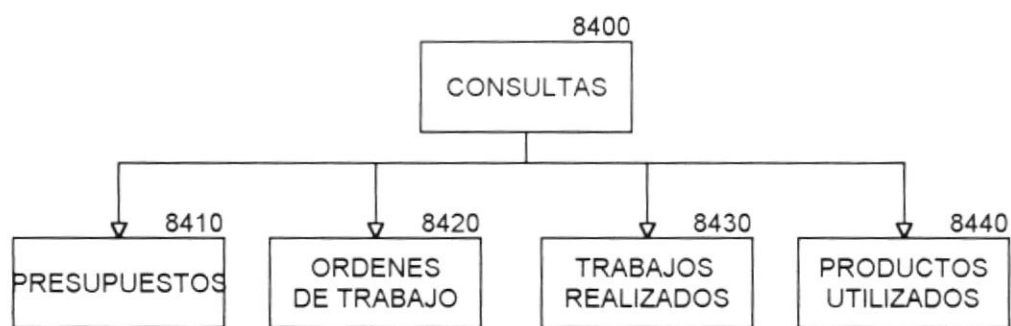 8400
CONSULTAS
8410
PRESUPUESTOS
8420
ORDENES
DE TRABAJO
8430
TRABAJOS
REALIZADOS
8440
PRODUCTOS
UTILIZADOS